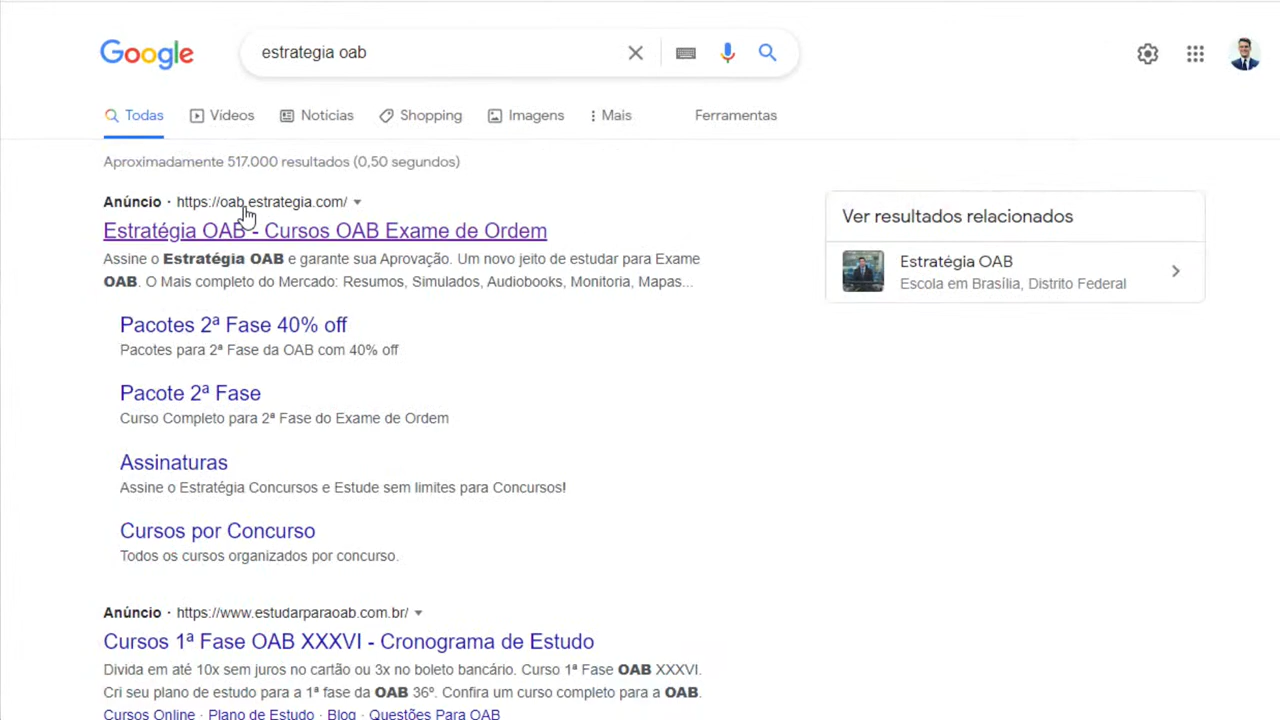 Google
estrategia oab
Todas Vídeos Notícias Shopping Imagens Mais Ferramentas
Aproximadamente 517.000 resultados (0,50 segundos)
Anúncio · https://oab.estrategia.com/
Estratégia OAB - Cursos OAB Exame de Ordem
Assine o Estratégia OAB e garante sua Aprovação. Um novo jeito de estudar para Exame
OAB. O Mais completo do Mercado: Resumos, Simulados, Audiobooks, Monitoria, Mapas...
Pacotes 2ª Fase 40% off
Pacotes para 2ª Fase da OAB com 40% off
Pacote 2ª Fase
Curso Completo para 2ª Fase do Exame de Ordem
Assinaturas
Assine o Estratégia Concursos e Estude sem limites para Concursos!
Cursos por Concurso
Todos os cursos organizados por concurso.
Anúncio · https://www.estudarparaoab.com.br/
Cursos 1ª Fase OAB XXXVI - Cronograma de Estudo
Divida em até 10x sem juros no cartão ou 3x no boleto bancário. Curso 1ª Fase OAB XXXVI.
Cri seu plano de estudo para a 1ª fase da OAB 36º. Confira um curso completo para a OAB.
Cursos Online · Plano de Estudo · Blog · Questões Para OAB
Ver resultados relacionados
Estratégia OAB
Escola em Brasília, Distrito Federal